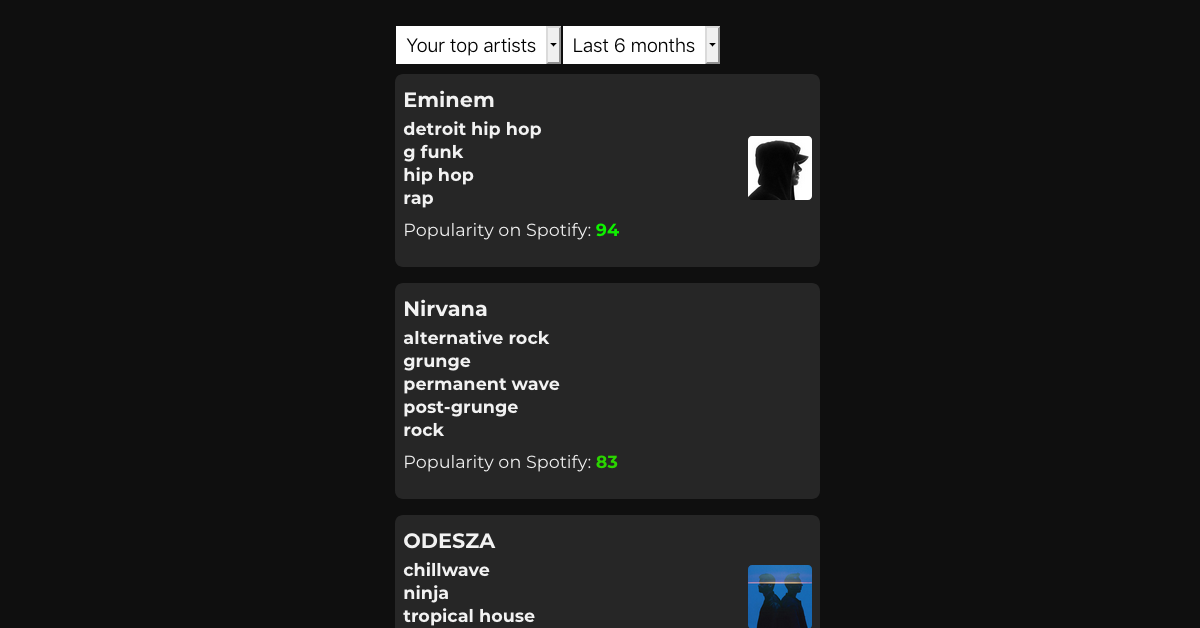 Your top artists Last 6 months
Eminem
detroit hip hop
g funk
hip hop
rap
Popularity on Spotify: 94
Nirvana
alternative rock
grunge
permanent wave
post-grunge
rock
Popularity on Spotify: 83
ODESZA
chillwave
ninja
tropical house